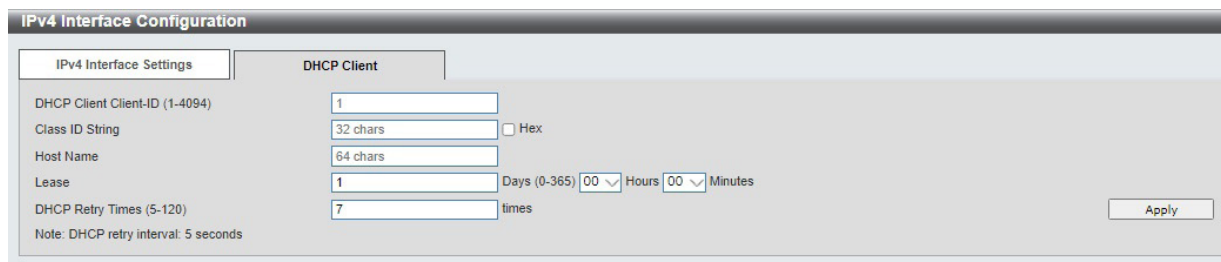 IPv4 Interface Configuration
IPv4 Interface Settings DHCP Client
DHCP Client Client-ID (1-4094) 1
Class ID String 32 chars Hex
Host Name 64 chars
Lease 1 Days (0-365) 00 Hours 00 Minutes
DHCP Retry Times (5-120) 7 times Apply
Note: DHCP retry interval: 5 seconds